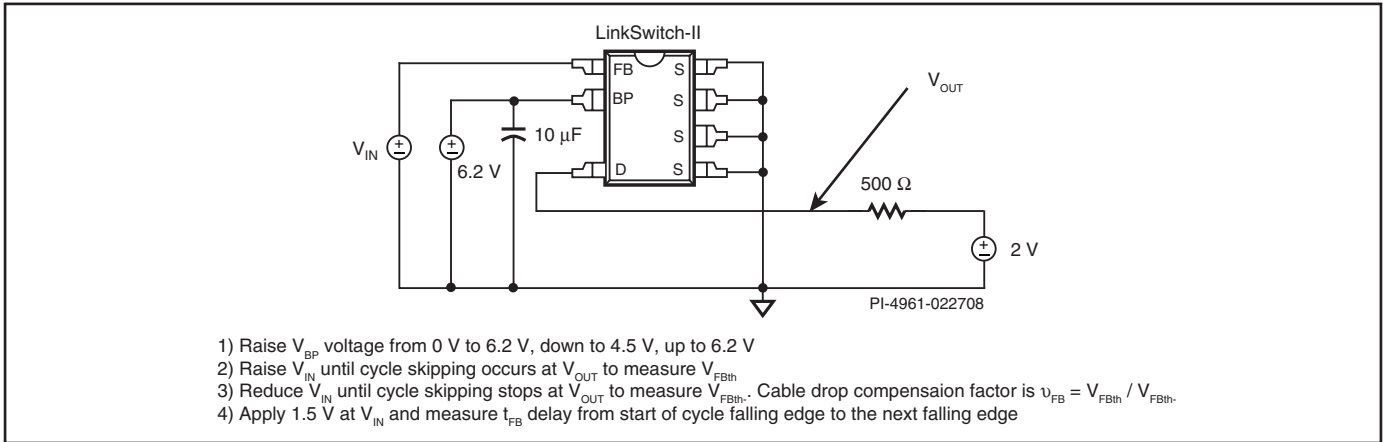 LinkSwitch-II
FB S
BP S
S
D S
V_OUT
10 μF
V_IN
6.2 V
500 Ω
2 V
PI-4961-022708
1) Raise V_BP voltage from 0 V to 6.2 V, down to 4.5 V, up to 6.2 V
2) Raise V_IN until cycle skipping occurs at V_OUT to measure V_FBth
3) Reduce V_IN until cycle skipping stops at V_OUT to measure V_FBth-. Cable drop compensaion factor is υ_FB = V_FBth / V_FBth-
4) Apply 1.5 V at V_IN and measure t_FB delay from start of cycle falling edge to the next falling edge